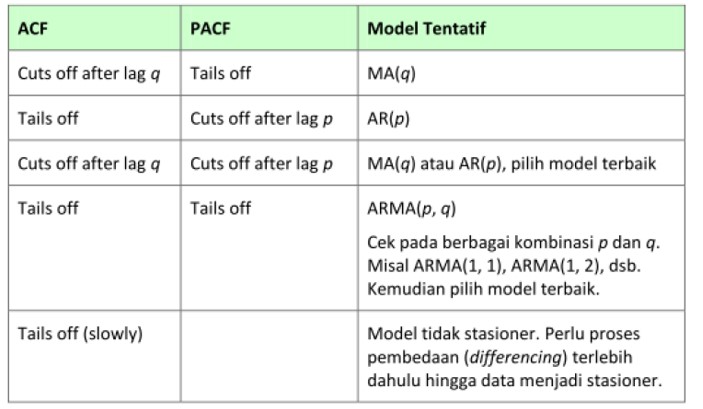 ACF PACF Model Tentatif
Cuts off after lag q Tails off MA(q)
Tails off Cuts off after lag p AR(p)
Cuts off after lag q Cuts off after lag p MA(q) atau AR(p), pilih model terbaik
Tails off Tails off ARMA(p, q)
Cek pada berbagai kombinasi p dan q.
Misal ARMA(1, 1), ARMA(1, 2), dsb.
Kemudian pilih model terbaik.
Tails off (slowly) Model tidak stasioner. Perlu proses
pembedaan (differencing) terlebih
dahulu hingga data menjadi stasioner.